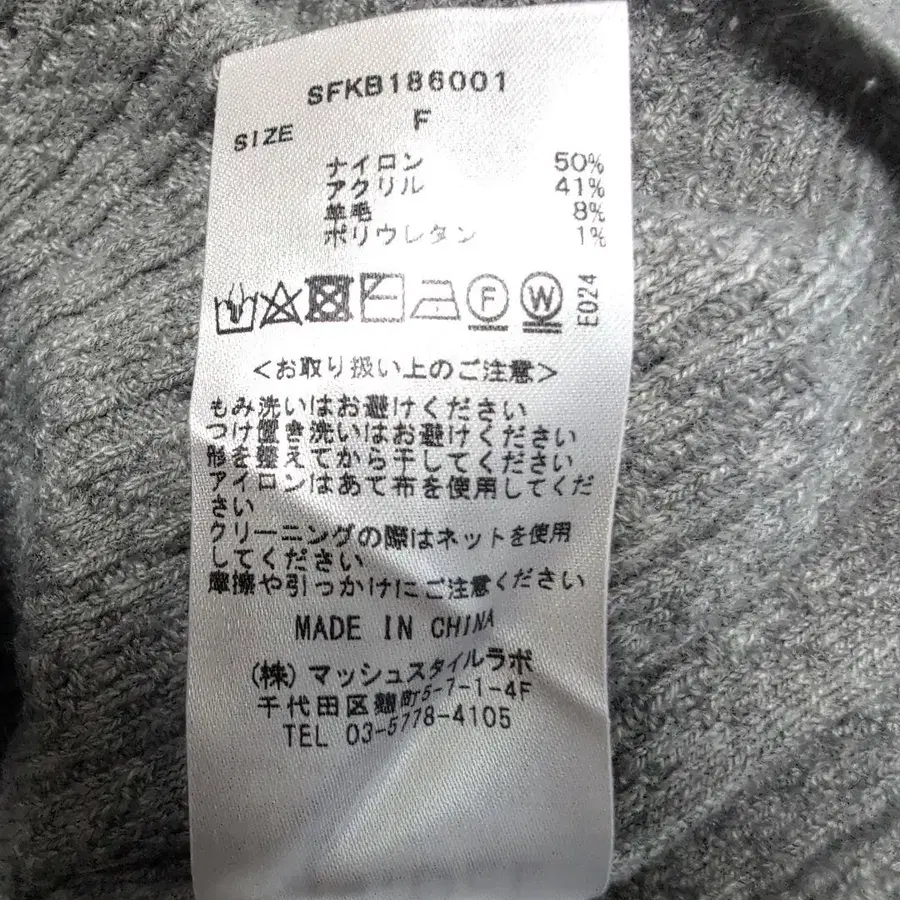 SFKB186001
SIZE F
ナイロン 50%
アクリル 41%
羊毛 8%
ポリウレタン 1%
F W E024
<お取り扱い上のご注意>
もみ洗いはお避けください
つけ置き洗いはお避けください
形を整えてから干してください
アイロンはあて布を使用してくだ
さい
クリーニングの際はネットを使用
してください
摩擦や引っかけにご注意ください
MADE IN CHINA
(株)マッシュスタイルラボ
千代田区麹町5-7-1-4F
TEL 03-5778-4105